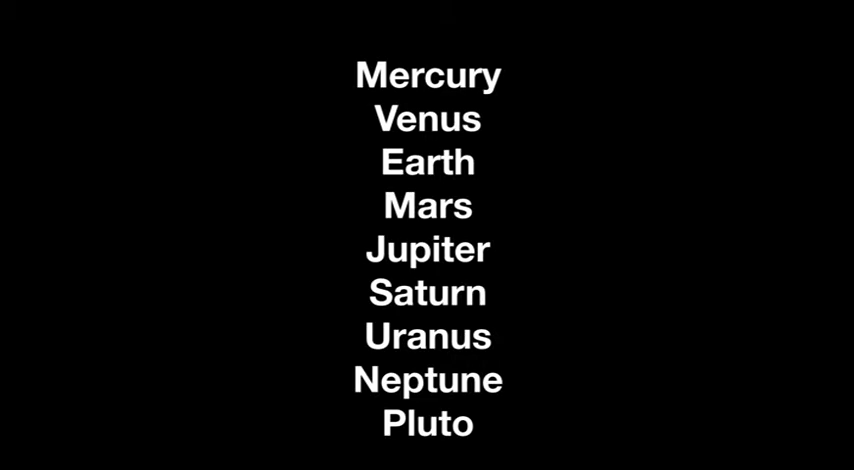 Mercury
Venus
Earth
Mars
Jupiter
Saturn
Uranus
Neptune
Pluto